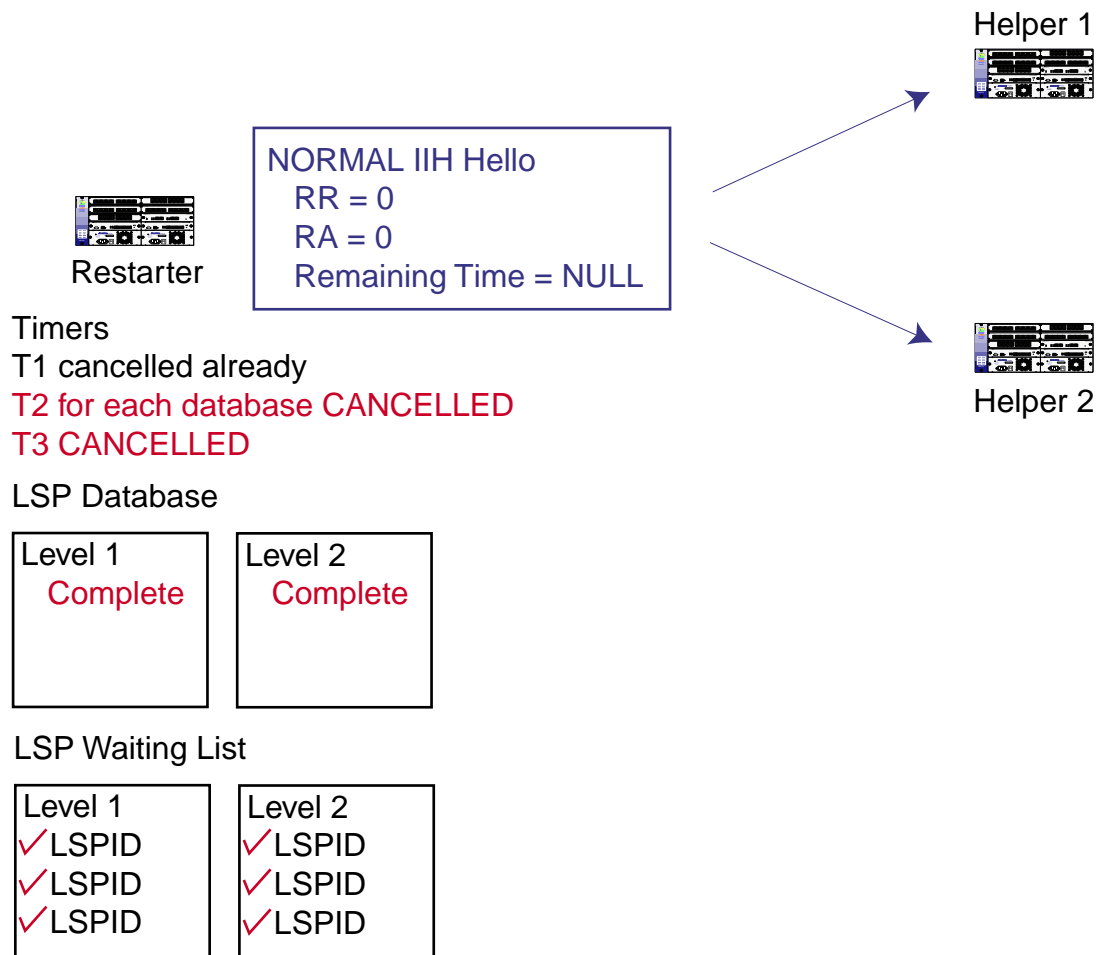 Helper 1
NORMAL IIH Hello
RR = 0
RA = 0
Remaining Time = NULL
Restarter
Helper 2
Timers
T1 cancelled already
T2 for each database CANCELLED
T3 CANCELLED
LSP Database
Level 1
Complete
Level 2
Complete
LSP Waiting List
Level 1
LSPID
LSPID
LSPID
Level 2
LSPID
LSPID
LSPID